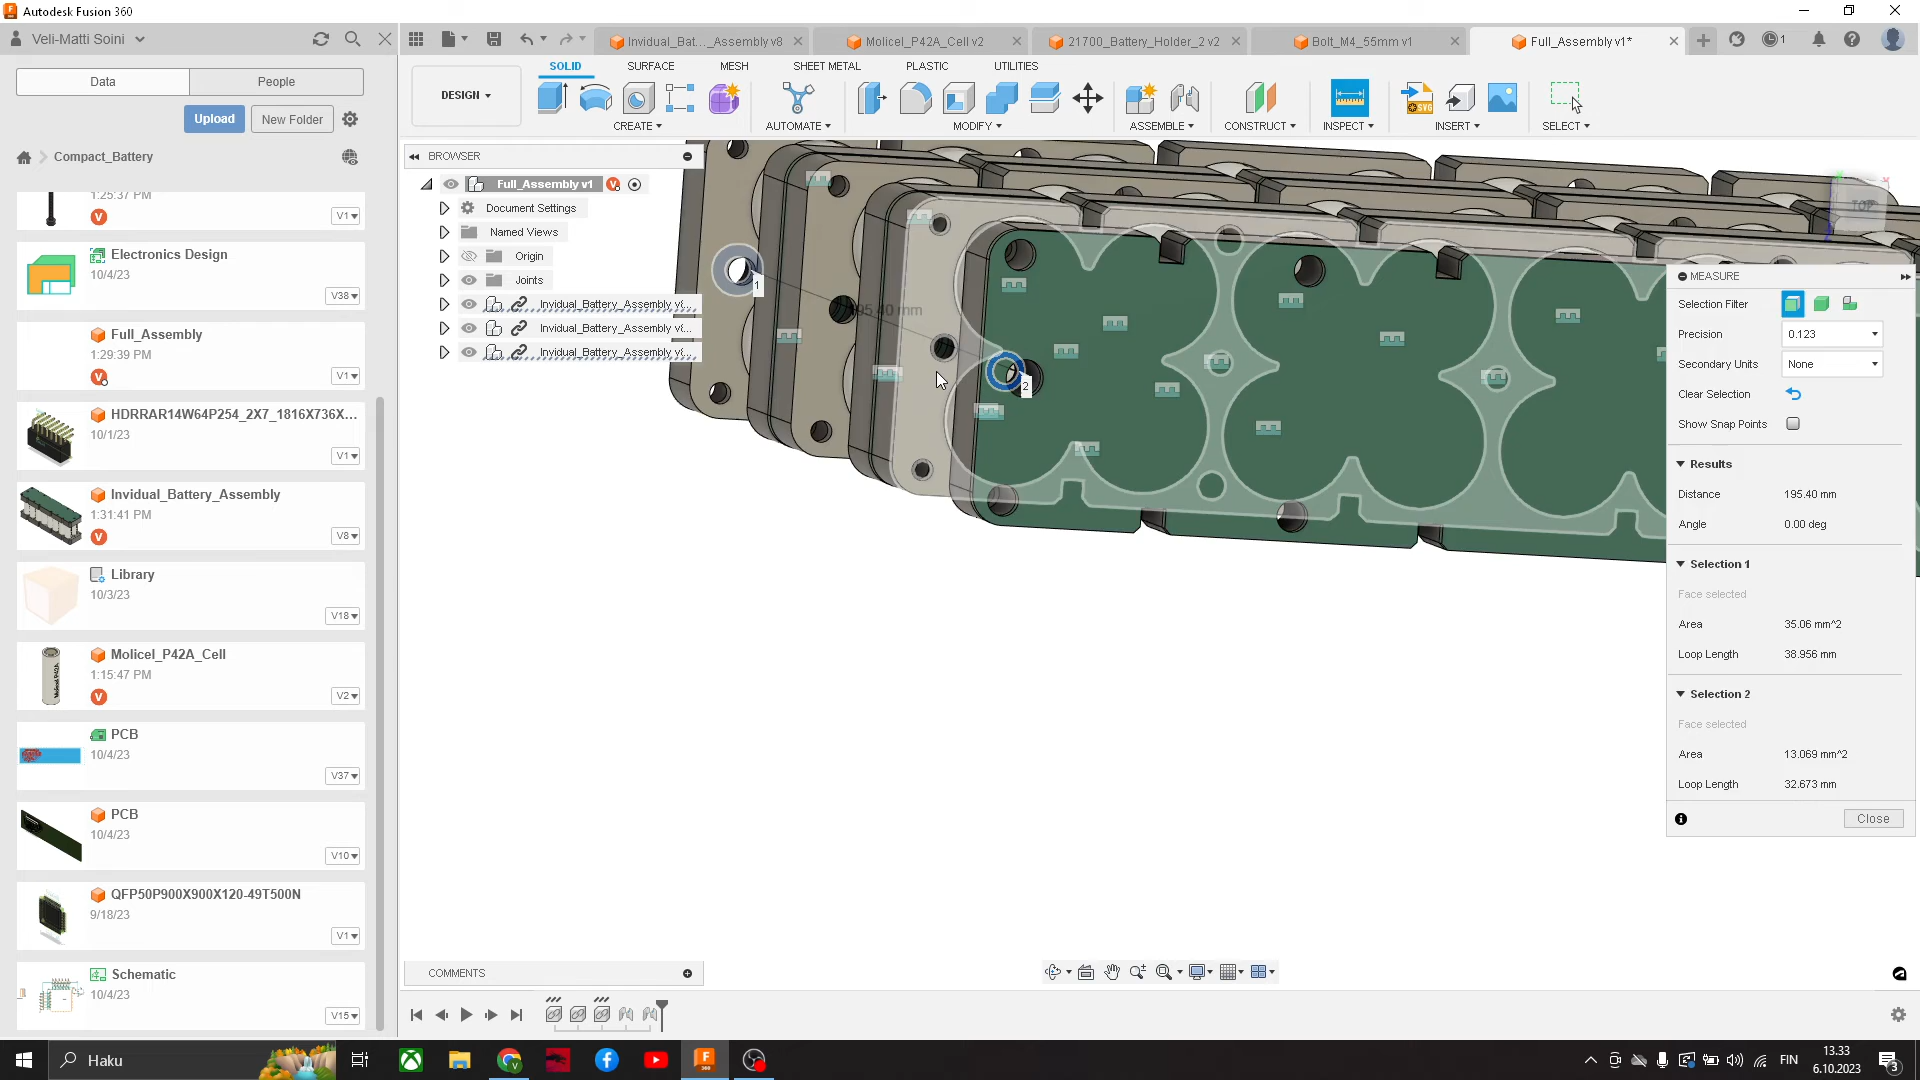 Autodesk Fusion 360
Veli-Matti Soini
Invidual_Bat..._Assembly v8
Molicel_P42A_Cell v2
21700_Battery_Holder_2 v2
Bolt_M4_55mm v1
Full_Assembly v1*
1
Data
People
Upload
New Folder
Compact_Battery
1:25:37 PM
V1
Electronics Design
10/4/23
V38
Full_Assembly
1:29:39 PM
V1
HDRRAR14W64P254_2X7_1816X736X...
10/1/23
V1
Invidual_Battery_Assembly
1:31:41 PM
V8
Library
10/3/23
V18
Molicel_P42A_Cell
1:15:47 PM
V2
PCB
10/4/23
V37
PCB
10/4/23
V10
QFP50P900X900X120-49T500N
9/18/23
V1
Schematic
10/4/23
V15
DESIGN
SOLID
SURFACE
MESH
SHEET METAL
PLASTIC
UTILITIES
CREATE
AUTOMATE
MODIFY
ASSEMBLE
CONSTRUCT
INSPECT
INSERT
SELECT
BROWSER
Full_Assembly v1
Document Settings
Named Views
Origin
Joints
Invidual_Battery_Assembly v(...
Invidual_Battery_Assembly v(...
Invidual_Battery_Assembly v(...
1
195.40 mm
2
TOP
MEASURE
Selection Filter
Precision 0.123
Secondary Units None
Clear Selection
Show Snap Points
Results
Distance 195.40 mm
Angle 0.00 deg
Selection 1
Face selected
Area 35.06 mm^2
Loop Length 38.956 mm
Selection 2
Face selected
Area 13.069 mm^2
Loop Length 32.673 mm
Close
COMMENTS
Haku
FIN
13.33
6.10.2023
3